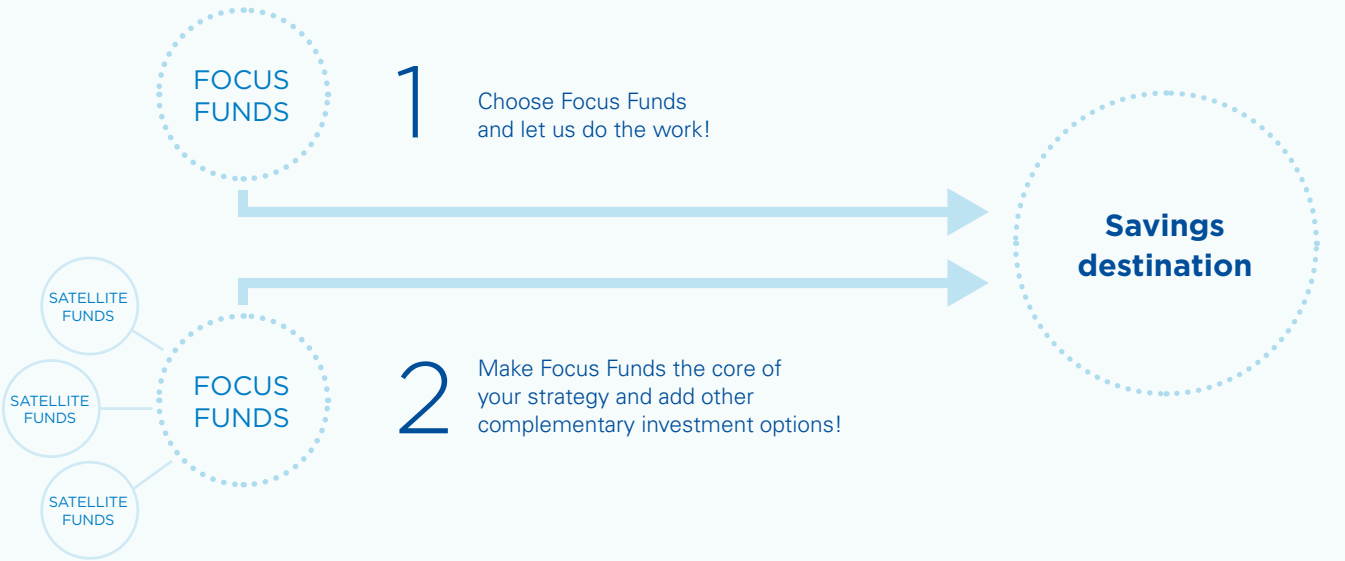 FOCUS
FUNDS
1
Choose Focus Funds
and let us do the work!
Savings
destination
SATELLITE
FUNDS
SATELLITE
FUNDS
SATELLITE
FUNDS
FOCUS
FUNDS
2
Make Focus Funds the core of
your strategy and add other
complementary investment options!